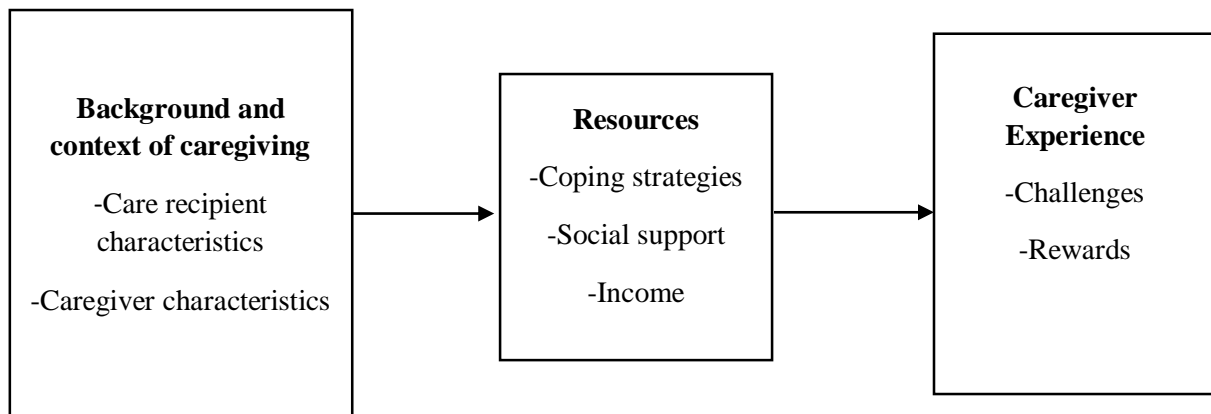 Background and
context of caregiving
-Care recipient
characteristics
-Caregiver characteristics
Resources
-Coping strategies
-Social support
-Income
Caregiver
Experience
-Challenges
-Rewards